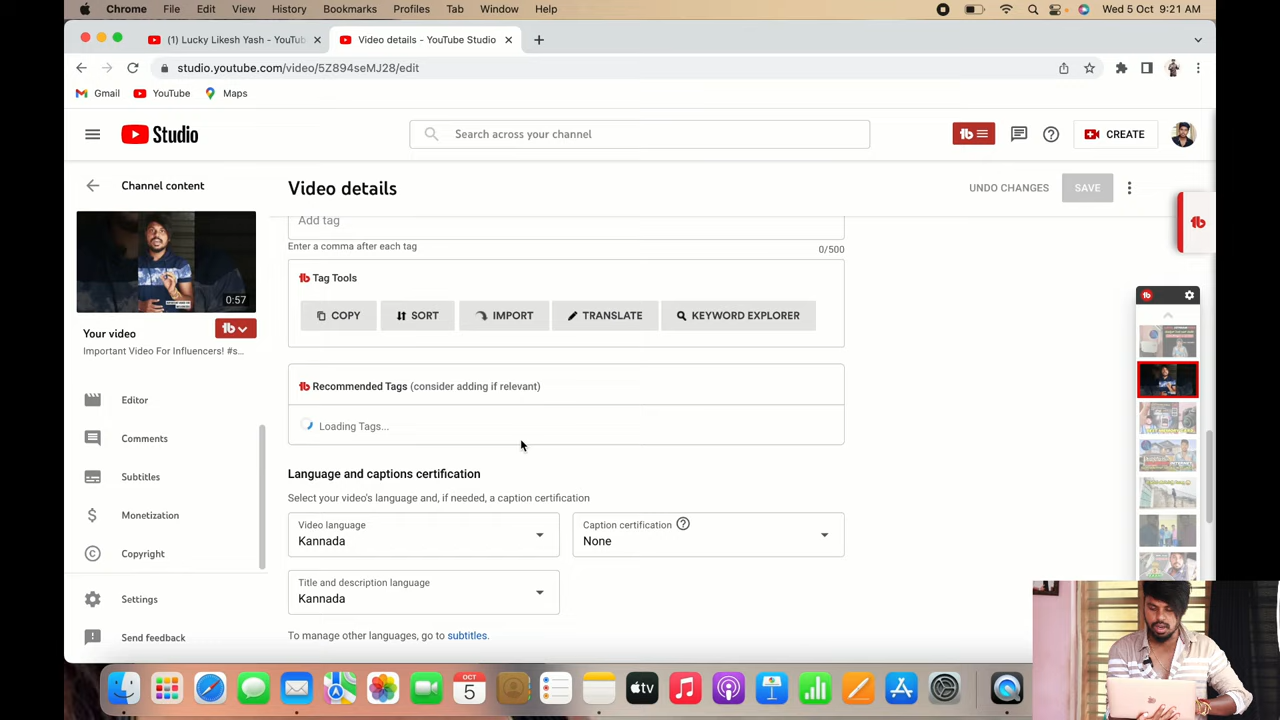 Chrome File Edit View History Bookmarks Profiles Tab Window Help Wed 5 Oct 9:21 AM
(1) Lucky Likesh Yash - YouTub Video details - YouTube Studio
studio.youtube.com/video/5Z894seMJ28/edit
Gmail YouTube Maps
Studio Search across your channel tb CREATE
Channel content Video details UNDO CHANGES SAVE
Add tag
Enter a comma after each tag 0/500
tb Tag Tools
COPY SORT IMPORT TRANSLATE KEYWORD EXPLORER
0:57
Your video
Important Video For Influencers! #s...
tb Recommended Tags (consider adding if relevant)
Loading Tags...
Editor
Comments
Subtitles
Monetization
Copyright
Settings
Send feedback
Language and captions certification
Select your video's language and, if needed, a caption certification
Video language Caption certification
Kannada None
Title and description language
Kannada
To manage other languages, go to subtitles.
OCT
5
tv